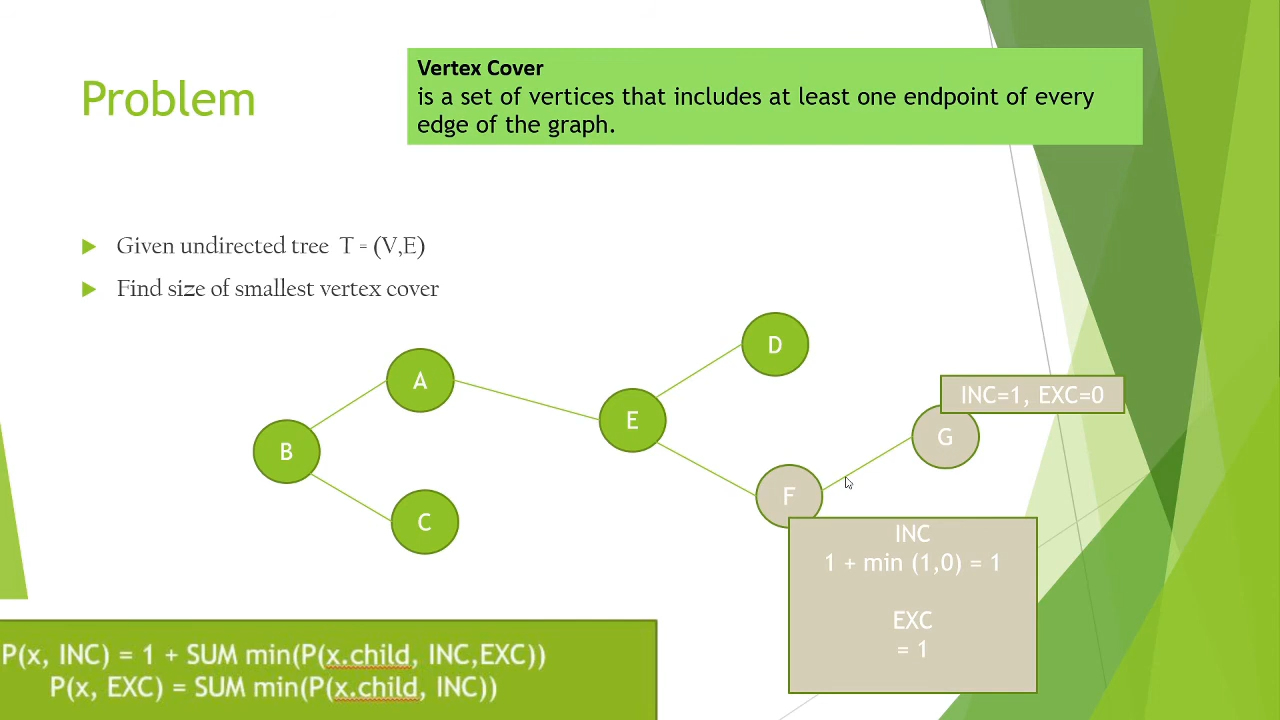 Problem
Vertex Cover
is a set of vertices that includes at least one endpoint of every
edge of the graph.
Given undirected tree T = (V,E)
Find size of smallest vertex cover
D
A
INC=1, EXC=0
E
G
B
F
C
INC
1 + min (1,0) = 1
EXC
= 1
P(x, INC) = 1 + SUM min(P(x.child, INC,EXC))
P(x, EXC) = SUM min(P(x.child, INC))